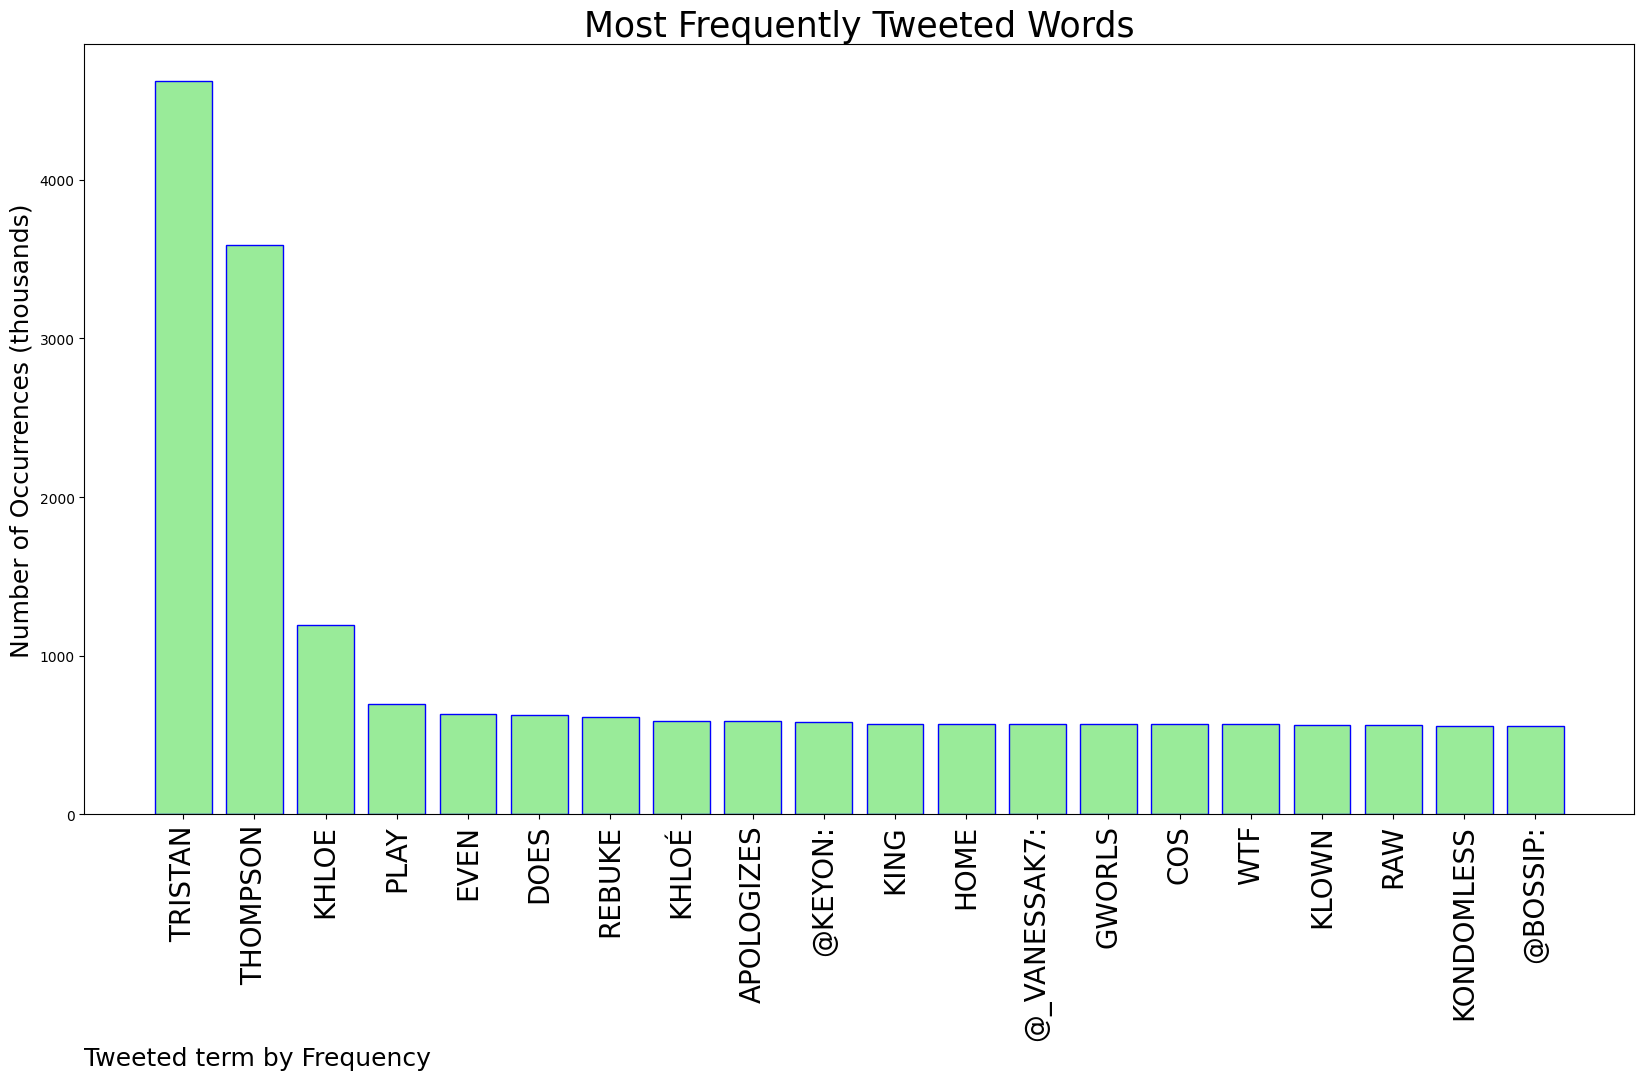 Most Frequently Tweeted Words
Number of Occurrences (thousands)
4000
3000
2000
1000
0
TRISTAN
THOMPSON
KHLOE
PLAY
EVEN
DOES
REBUKE
KHLOÉ
APOLOGIZES
@KEYON:
KING
HOME
@_VANESSAK7:
GWORLS
COS
WTF
KLOWN
RAW
KONDOMLESS
@BOSSIP:
Tweeted term by Frequency